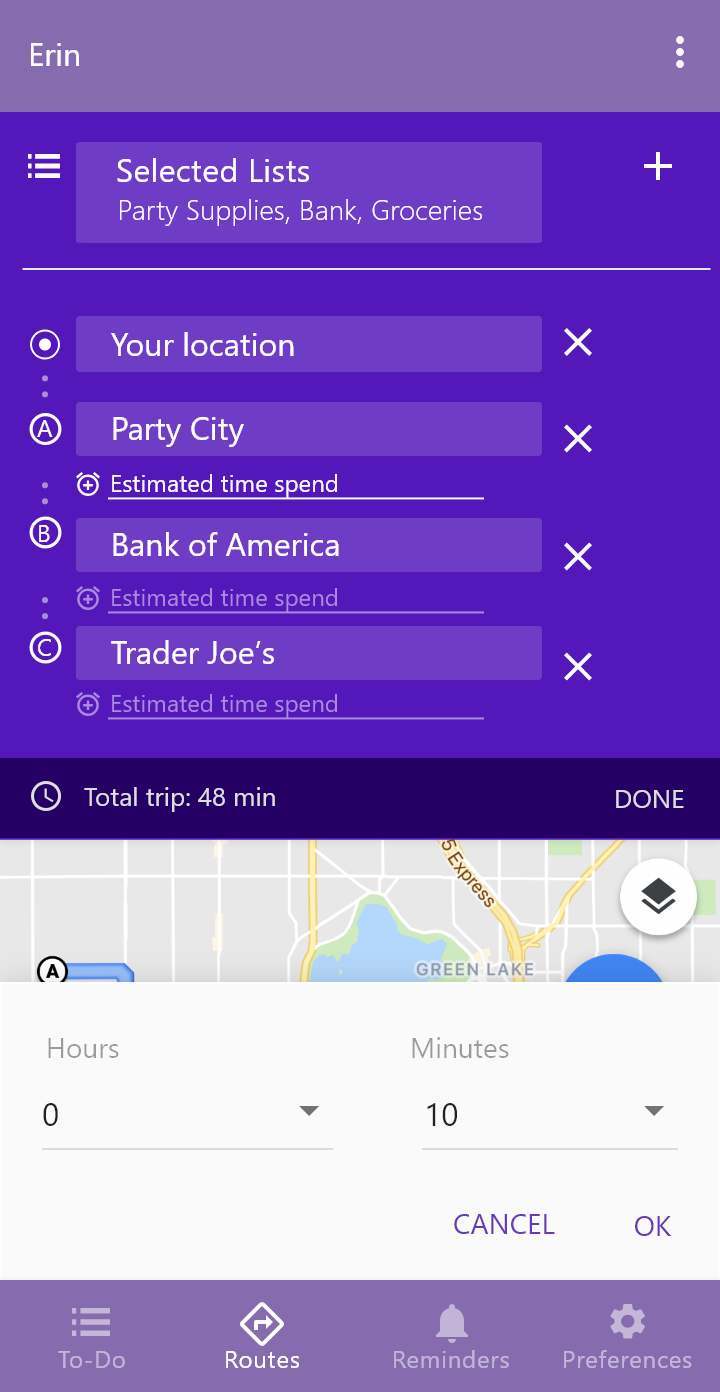 Erin
Selected Lists
Party Supplies, Bank, Groceries
Your location
A Party City
Estimated time spend
B Bank of America
Estimated time spend
C Trader Joe’s
Estimated time spend
Total trip: 48 min DONE
5 Express
GREEN LAKE
A
Hours Minutes
0 10
CANCEL OK
To-Do Routes Reminders Preferences